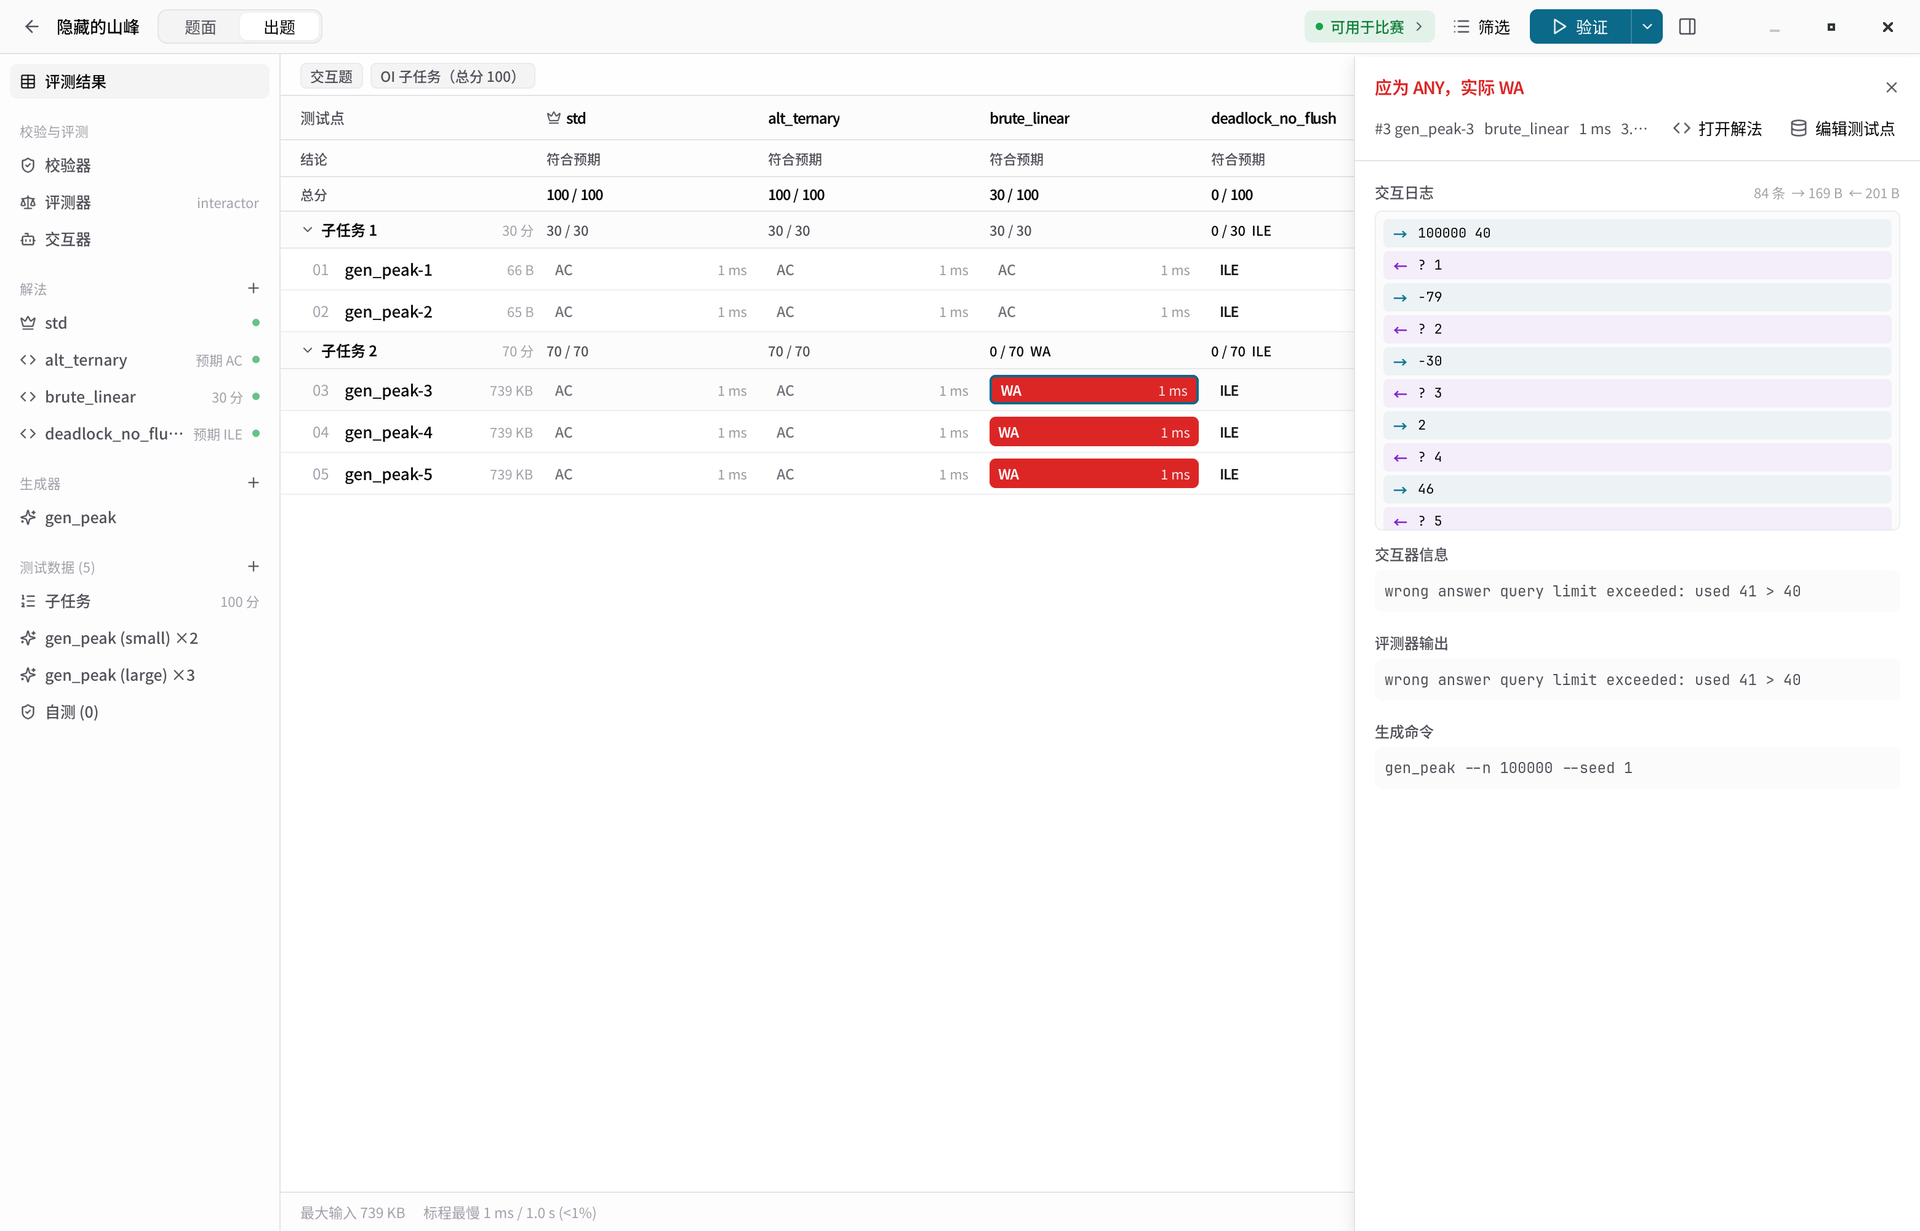 隐藏的山峰
题面
出题
可用于比赛
筛选
验证
评测结果
校验与评测
校验器
评测器
interactor
交互器
解法
std
alt_ternary
预期 AC
brute_linear
30 分
deadlock_no_flu···
预期 ILE
生成器
gen_peak
测试数据 (5)
子任务
100 分
gen_peak (small) ×2
gen_peak (large) ×3
自测 (0)
交互题
OI 子任务（总分 100）
测试点 std alt_ternary brute_linear deadlock_no_flush
结论 符合预期 符合预期 符合预期 符合预期
总分 100 / 100 100 / 100 30 / 100 0 / 100
子任务 1 30 分 30 / 30 30 / 30 30 / 30 0 / 30 ILE
01 gen_peak-1 66 B AC 1 ms AC 1 ms AC 1 ms ILE
02 gen_peak-2 65 B AC 1 ms AC 1 ms AC 1 ms ILE
子任务 2 70 分 70 / 70 70 / 70 0 / 70 WA 0 / 70 ILE
03 gen_peak-3 739 KB AC 1 ms AC 1 ms WA 1 ms ILE
04 gen_peak-4 739 KB AC 1 ms AC 1 ms WA 1 ms ILE
05 gen_peak-5 739 KB AC 1 ms AC 1 ms WA 1 ms ILE
最大输入 739 KB 标程最慢 1 ms / 1.0 s (<1%)
应为 ANY，实际 WA
#3 gen_peak-3 brute_linear 1 ms 3.···
打开解法
编辑测试点
交互日志
84 条 → 169 B ← 201 B
→ 100000 40
← ? 1
→ -79
← ? 2
→ -30
← ? 3
→ 2
← ? 4
→ 46
← ? 5
交互器信息
wrong answer query limit exceeded: used 41 > 40
评测器输出
wrong answer query limit exceeded: used 41 > 40
生成命令
gen_peak --n 100000 --seed 1